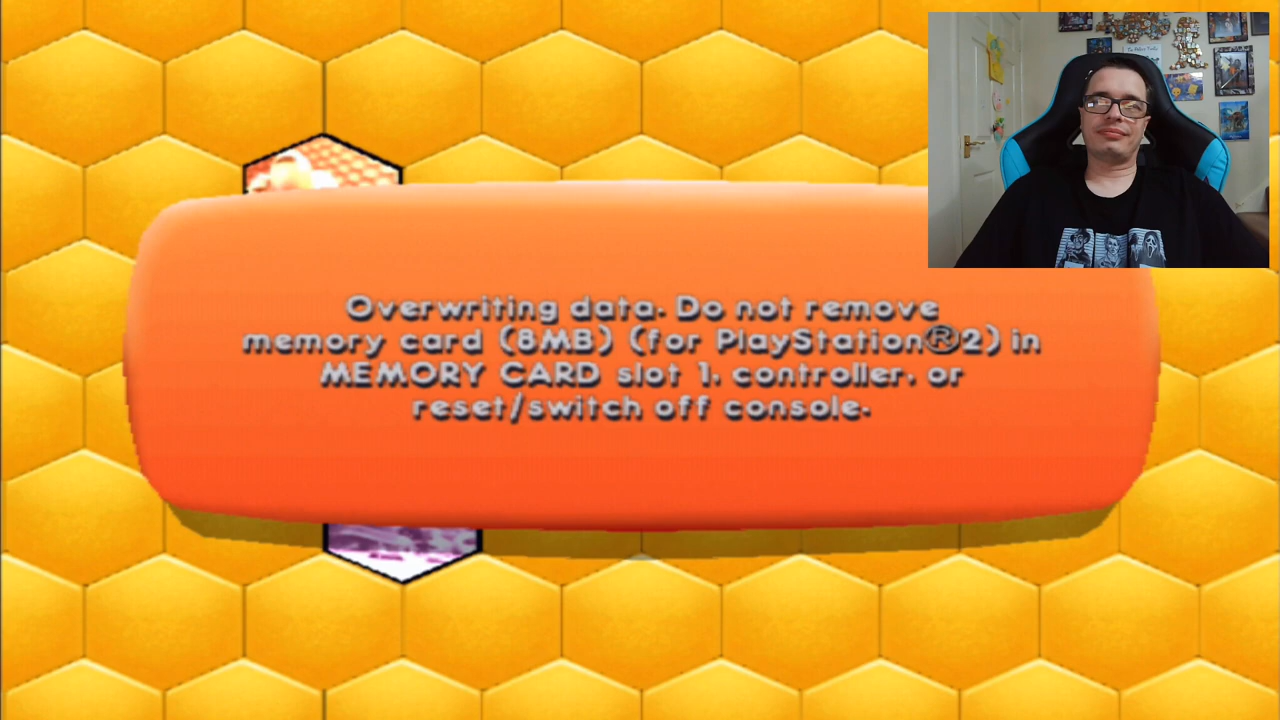 Overwriting data. Do not remove
memory card (8MB) (for PlayStation®2) in
MEMORY CARD slot 1, controller, or
reset/switch off console.